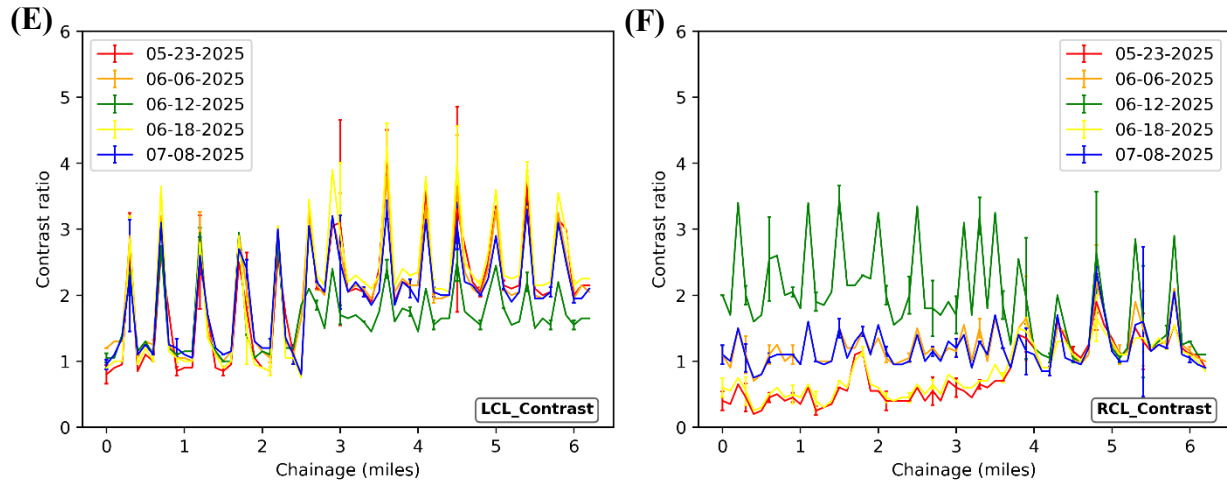 (E)
6
5
4
3
2
1
0
Contrast ratio
05-23-2025
06-06-2025
06-12-2025
06-18-2025
07-08-2025
LCL_Contrast
0 1 2 3 4 5 6
Chainage (miles)
(F)
6
5
4
3
2
1
0
Contrast ratio
05-23-2025
06-06-2025
06-12-2025
06-18-2025
07-08-2025
RCL_Contrast
0 1 2 3 4 5 6
Chainage (miles)